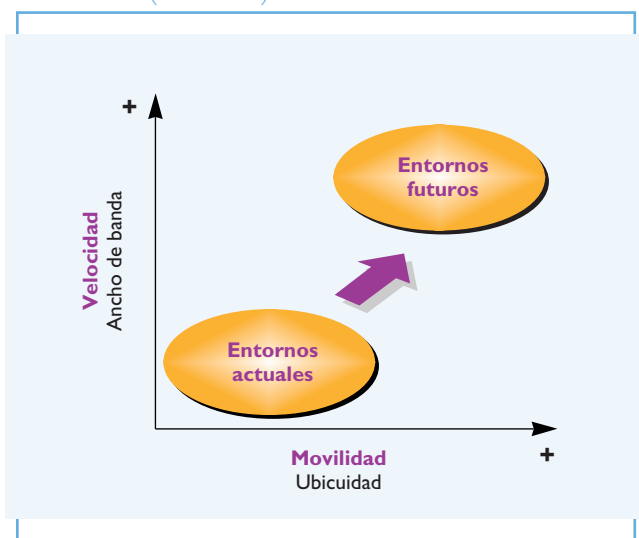 +
Entornos
futuros
Velocidad
Ancho de banda
Entornos
actuales
Movilidad
Ubicuidad
+